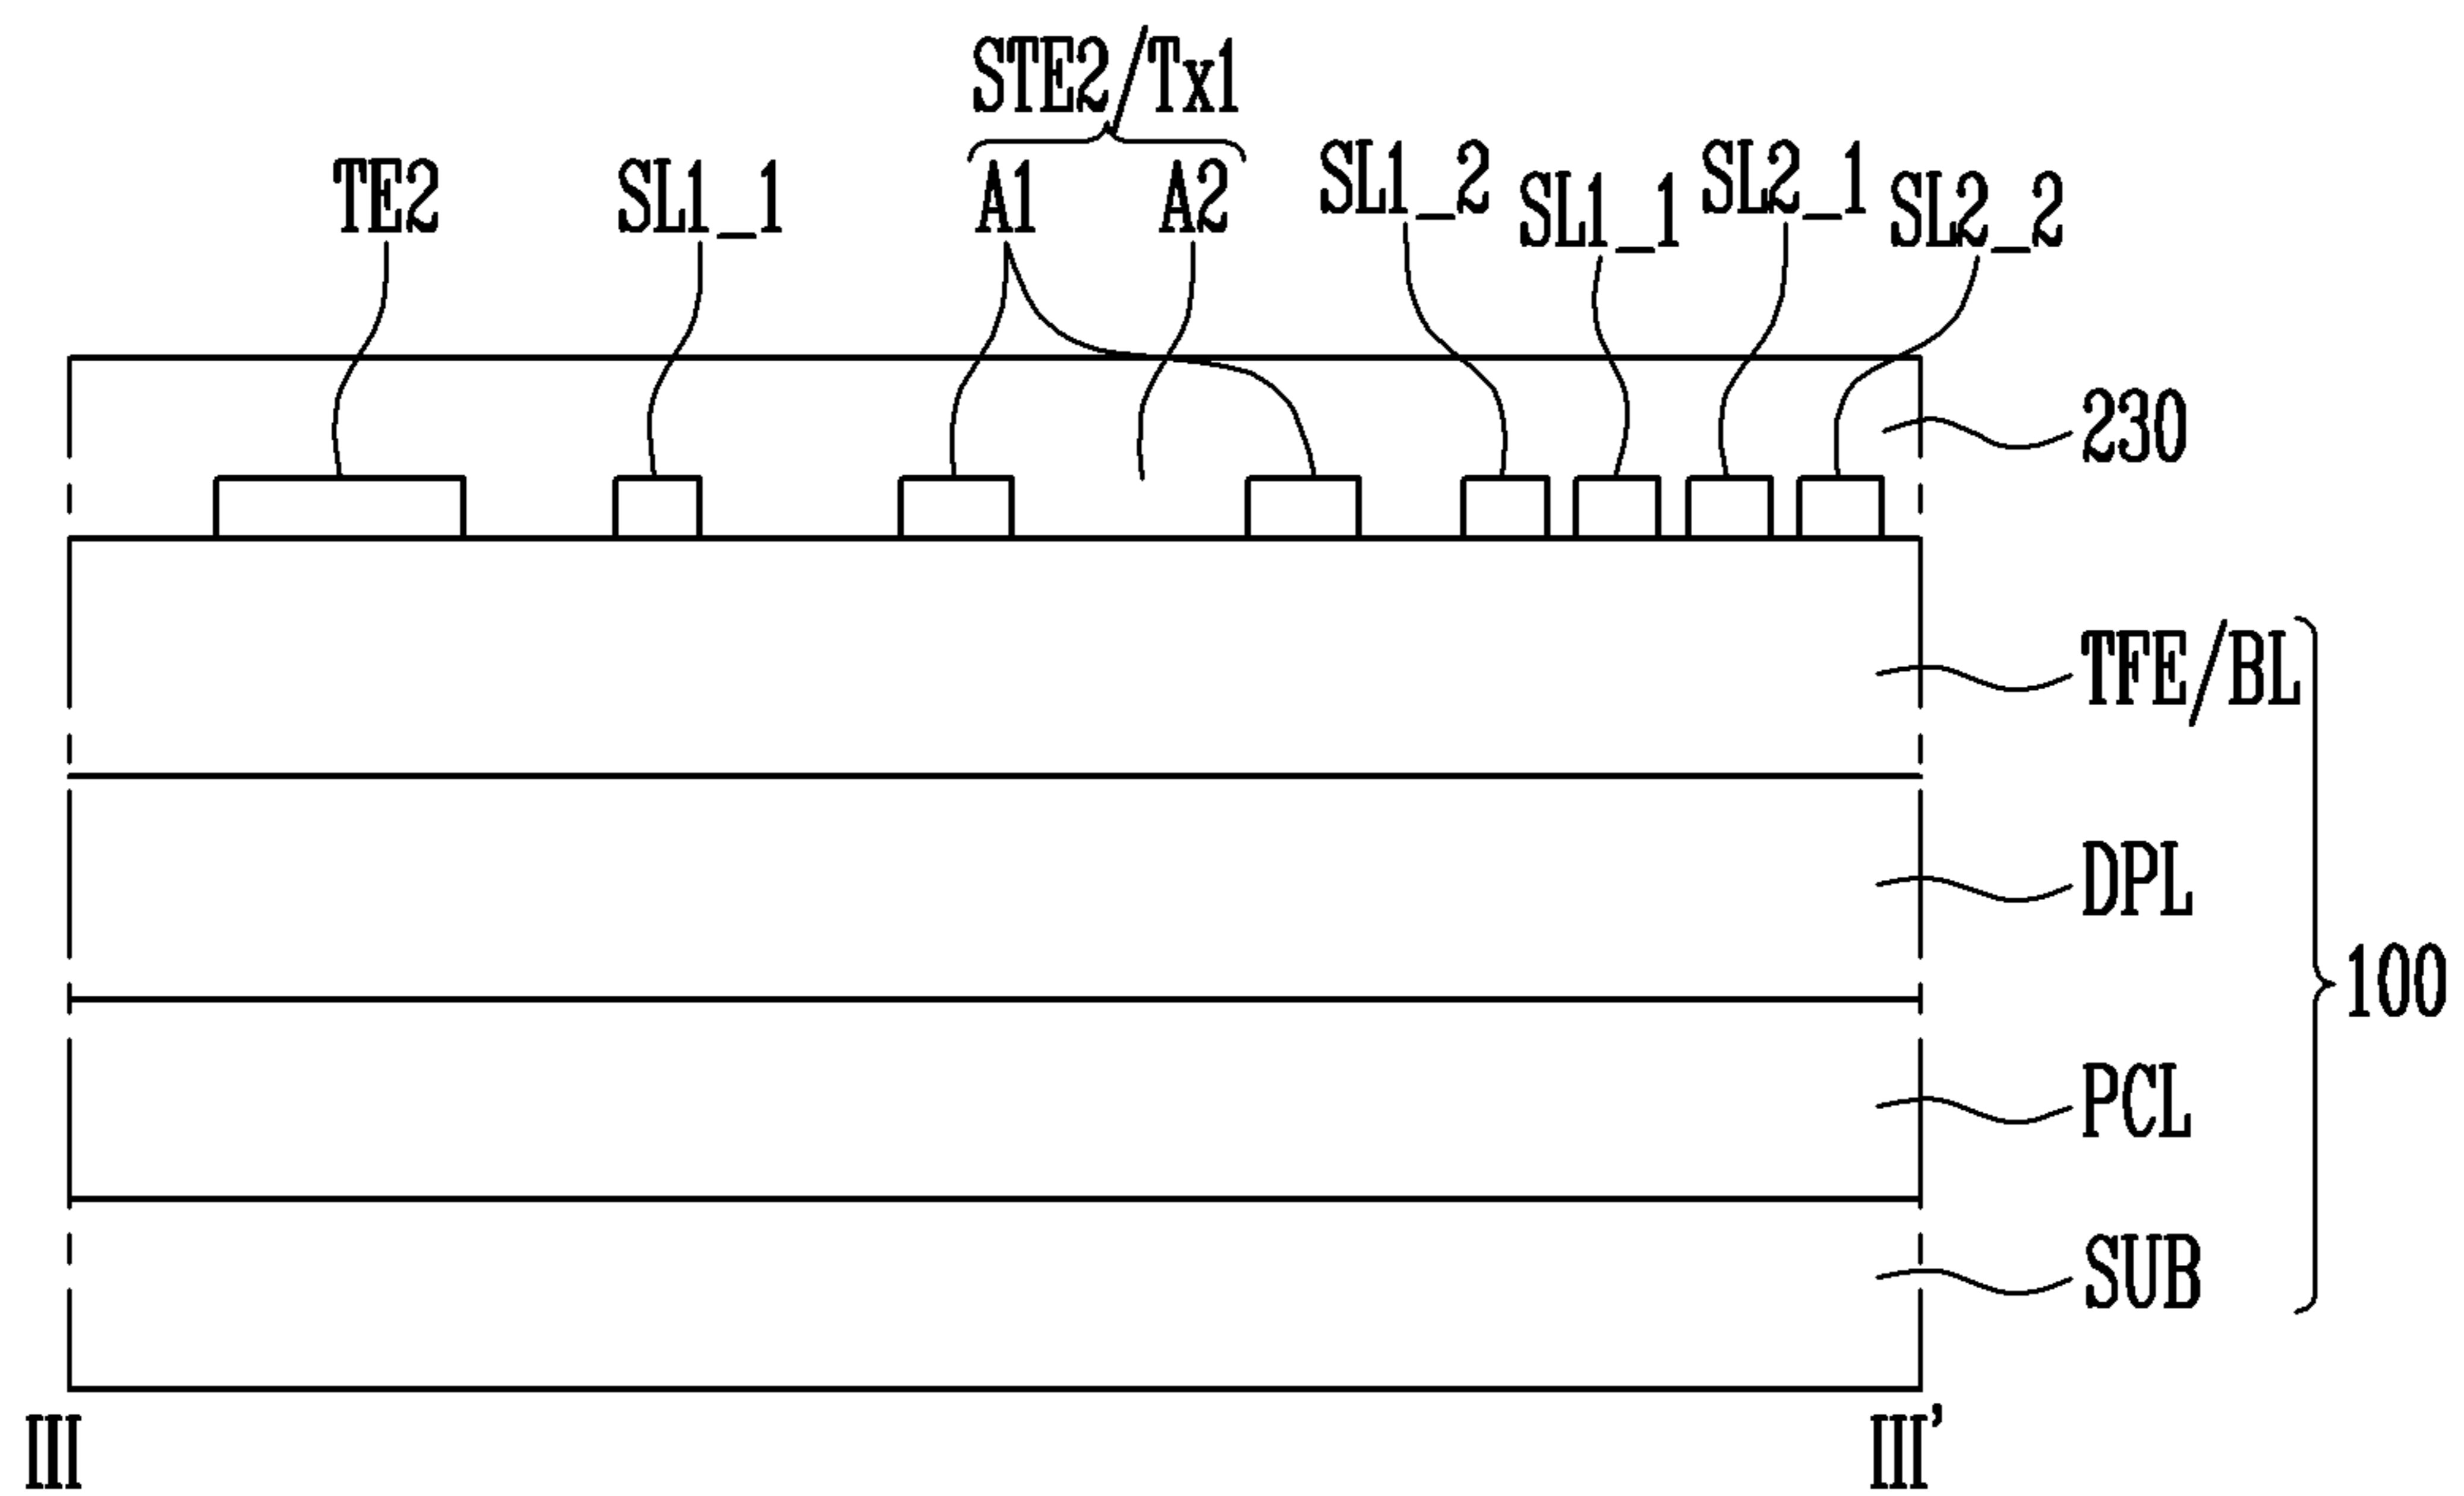 STE2/Tx1
TE2
SL1_1
A1
A2
SL1_2
SL1_1
SL2_1
SL2_2
230
TFE/BL
DPL
100
PCL
SUB
III
III'